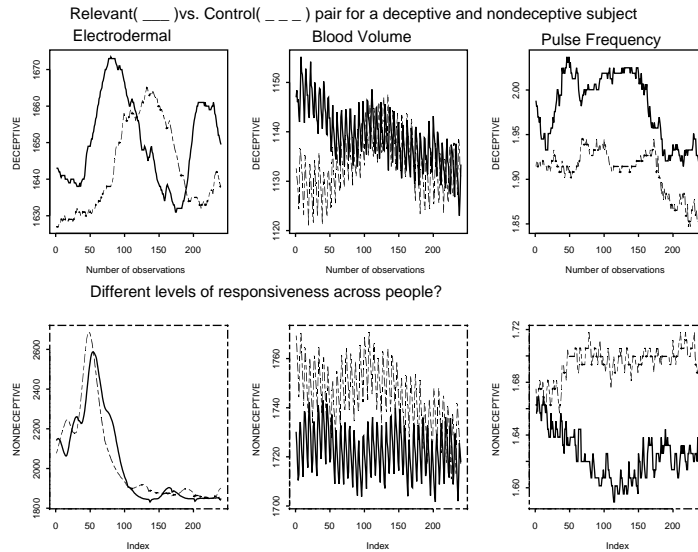 Relevant( ___ )vs. Control( _ _ _ ) pair for a deceptive and nondeceptive subject
Electrodermal
Blood Volume
Pulse Frequency
DECEPTIVE
1630 1640 1650 1660 1670
0 50 100 150 200
Number of observations
DECEPTIVE
1120 1130 1140 1150
0 50 100 150 200
Number of observations
DECEPTIVE
1.85 1.90 1.95 2.00
0 50 100 150 200
Number of observations
Different levels of responsiveness across people?
NONDECEPTIVE
1800 2000 2200 2400 2600
0 50 100 150 200
Index
NONDECEPTIVE
1700 1720 1740 1760
0 50 100 150 200
Index
NONDECEPTIVE
1.60 1.64 1.68 1.72
0 50 100 150 200
Index